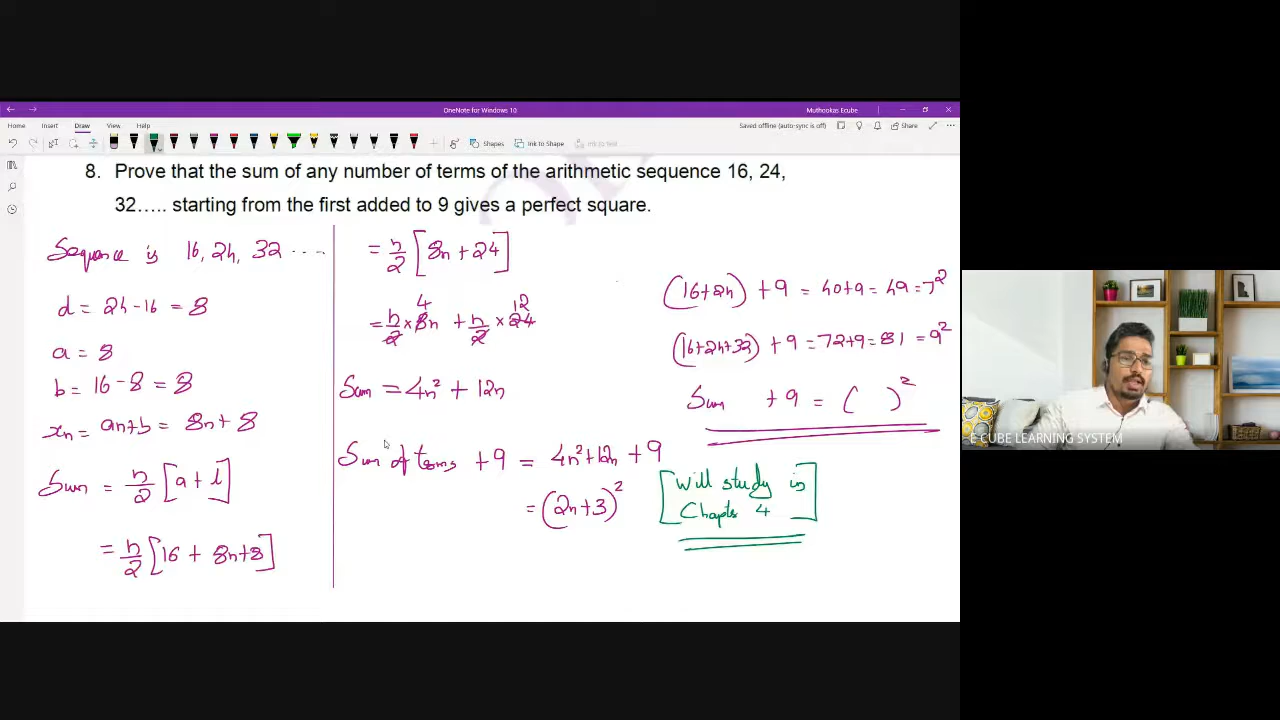 OneNote for Windows 10
Muthookas Ecube
Home Insert Draw View Help
Saved offline (auto-sync is off)
Share
Shapes
Ink to Shape
8. Prove that the sum of any number of terms of the arithmetic sequence 16, 24,
32….. starting from the first added to 9 gives a perfect square.
Sequence is 16, 24, 32 ....
d = 24-16 = 8
a = 8
b = 16 - 8 = 8
xn = an+b = 8n + 8
Sum = n/2 [a + l]
= n/2 [16 + 8n+8]
= n/2 [8n + 24]
= n/2 × 8n + n/2 × 24
4 12
Sum = 4n² + 12n
Sum of terms + 9 = 4n²+12n + 9
= (2n+3)²
(16+24) + 9 = 40+9 = 49 = 7²
(16+24+32) + 9 = 72+9 = 81 = 9²
Sum + 9 = ( )²
[Will study in
Chapter 4]
E CUBE LEARNING SYSTEM